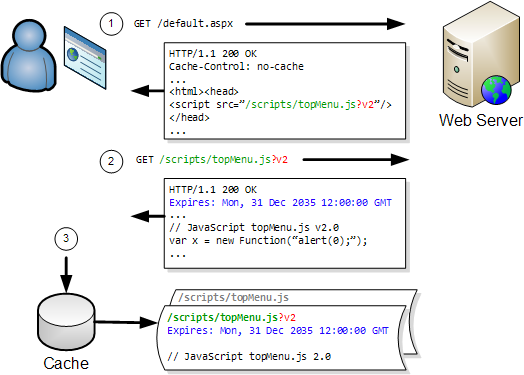 1 GET /default.aspx
HTTP/1.1 200 OK
Cache-Control: no-cache
...
<html><head>
<script src="/scripts/topMenu.js?v2"/>
</head>
...
Web Server
2 GET /scripts/topMenu.js?v2
HTTP/1.1 200 OK
Expires: Mon, 31 Dec 2035 12:00:00 GMT
...
// JavaScript topMenu.js v2.0
var x = new Function(“alert(0);”);
...
3
/scripts/topMenu.js
/scripts/topMenu.js?v2
Expires: Mon, 31 Dec 2035 12:00:00 GMT
// JavaScript topMenu.js 2.0
Cache